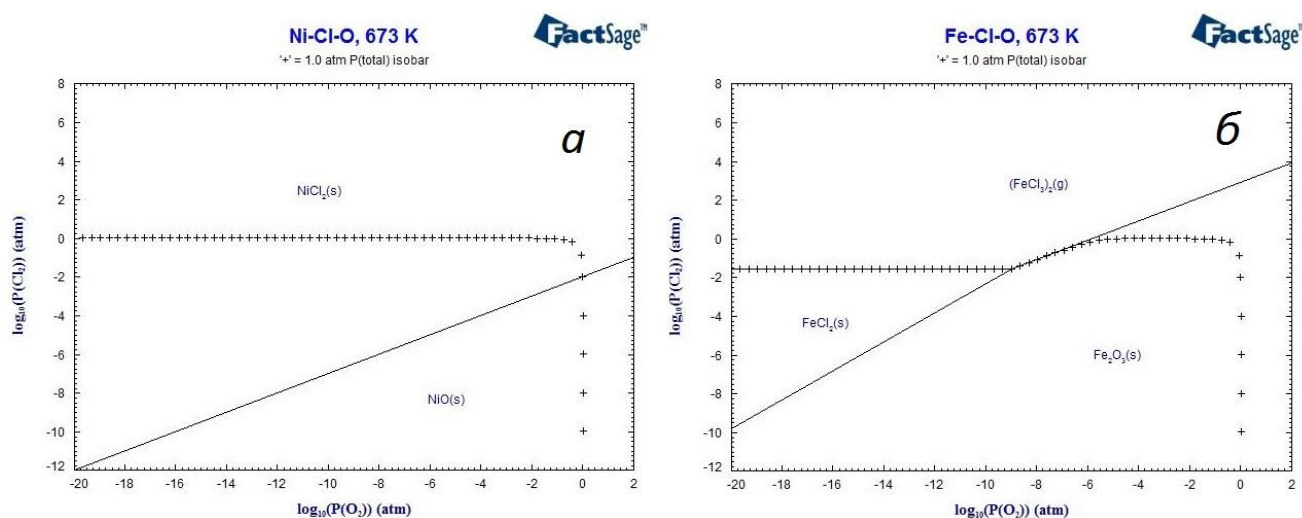 Ni-Cl-O, 673 K
FactSage™
'+' = 1.0 atm P(total) isobar
а
NiCl₂(s)
NiO(s)
log₁₀(P(Cl₂)) (atm)
8
6
4
2
0
-2
-4
-6
-8
-10
-12
-20
-18
-16
-14
-12
-10
-8
-6
-4
-2
0
2
log₁₀(P(O₂)) (atm)
Fe-Cl-O, 673 K
FactSage™
'+' = 1.0 atm P(total) isobar
б
(FeCl₃)₂(g)
FeCl₂(s)
Fe₂O₃(s)
log₁₀(P(Cl₂)) (atm)
8
6
4
2
0
-2
-4
-6
-8
-10
-12
-20
-18
-16
-14
-12
-10
-8
-6
-4
-2
0
2
log₁₀(P(O₂)) (atm)